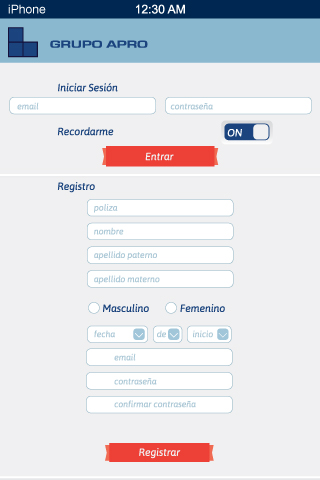 iPhone 12:30 AM
GRUPO APRO
Iniciar Sesión
email contraseña
Recordarme ON
Entrar
Registro
poliza
nombre
apellido paterno
apellido materno
Masculino Femenino
fecha de inicio
email
contraseña
confirmar contraseña
Registrar